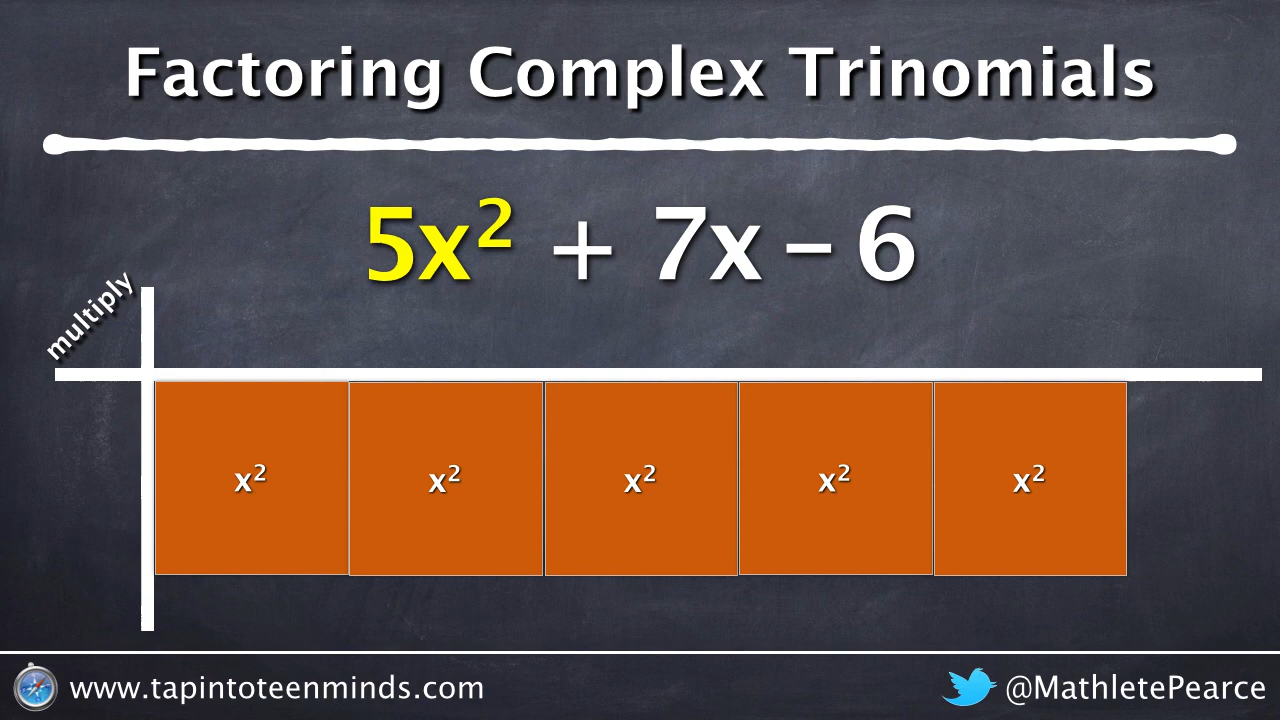 Factoring Complex Trinomials
5x² + 7x – 6
multiply
x² x² x² x² x²
www.tapintoteenminds.com @MathletePearce